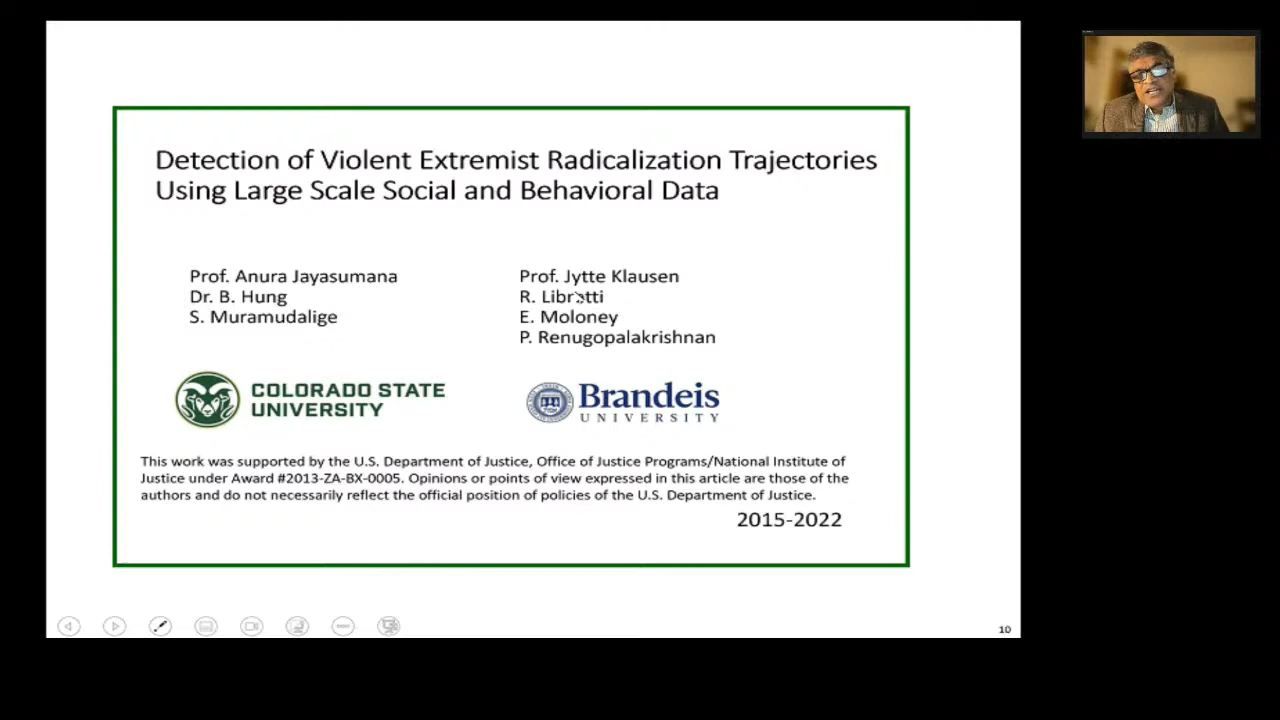 Detection of Violent Extremist Radicalization Trajectories
Using Large Scale Social and Behavioral Data
Prof. Anura Jayasumana
Dr. B. Hung
S. Muramudalige
Prof. Jytte Klausen
R. Libretti
E. Moloney
P. Renugopalakrishnan
COLORADO STATE
UNIVERSITY
Brandeis
UNIVERSITY
This work was supported by the U.S. Department of Justice, Office of Justice Programs/National Institute of
Justice under Award #2013-ZA-BX-0005. Opinions or points of view expressed in this article are those of the
authors and do not necessarily reflect the official position of policies of the U.S. Department of Justice.
2015-2022
10